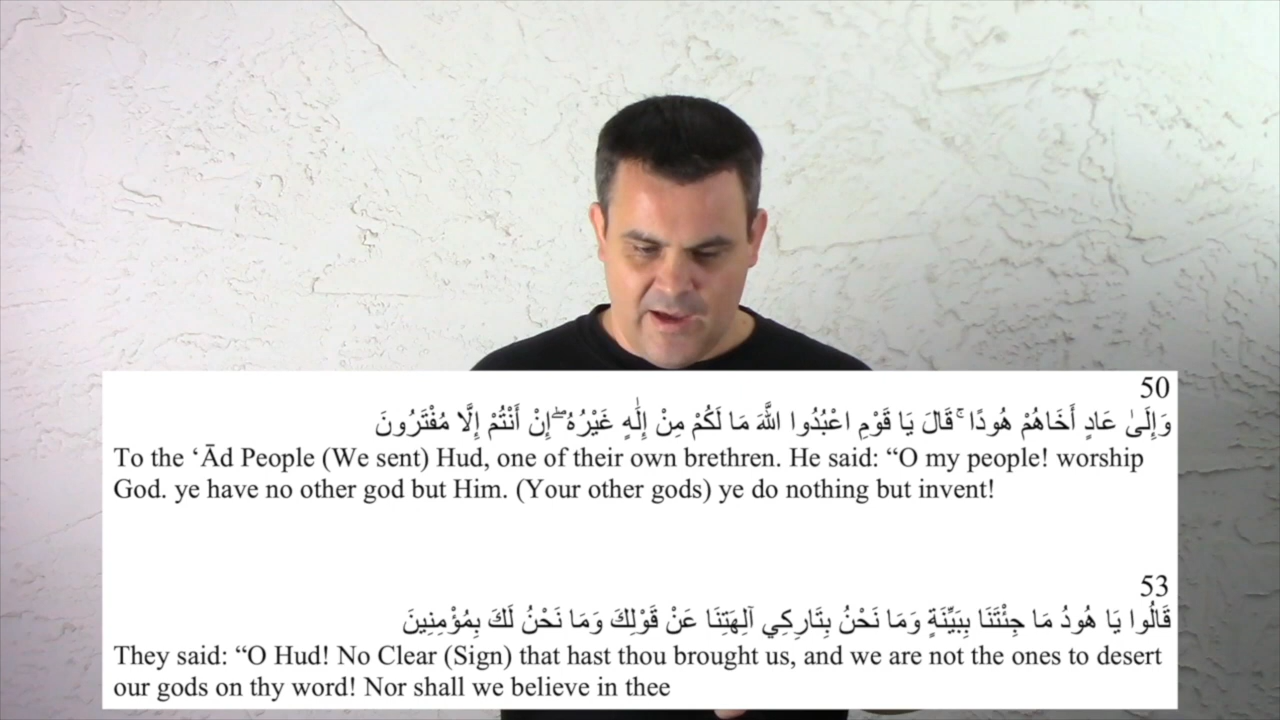 50
وَإِلَىٰ عَادٍ أَخَاهُمْ هُودًا ۚ قَالَ يَا قَوْمِ اعْبُدُوا اللَّهَ مَا لَكُمْ مِنْ إِلَٰهٍ غَيْرُهُ ۖ إِنْ أَنْتُمْ إِلَّا مُفْتَرُونَ
To the ‘Ād People (We sent) Hud, one of their own brethren. He said: “O my people! worship
God. ye have no other god but Him. (Your other gods) ye do nothing but invent!
53
قَالُوا يَا هُودُ مَا جِئْتَنَا بِبَيِّنَةٍ وَمَا نَحْنُ بِتَارِكِي آلِهَتِنَا عَنْ قَوْلِكَ وَمَا نَحْنُ لَكَ بِمُؤْمِنِينَ
They said: “O Hud! No Clear (Sign) that hast thou brought us, and we are not the ones to desert
our gods on thy word! Nor shall we believe in thee